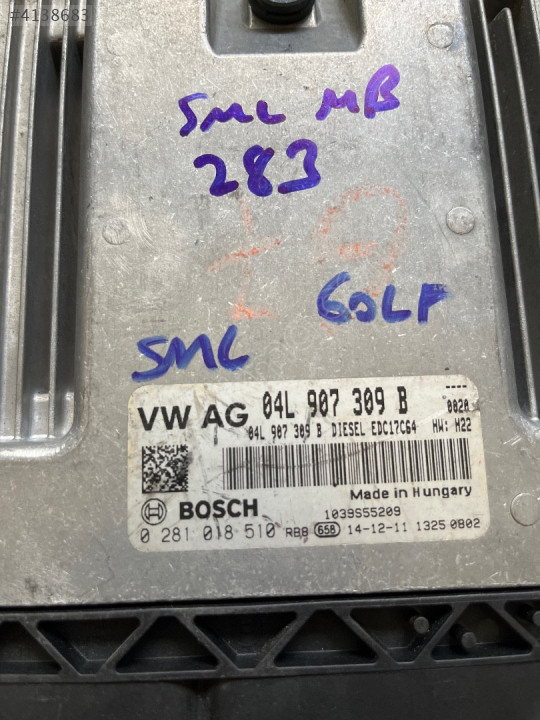 #4138683
SML MB
283
GOLF
SML
VW AG 04L 907 309 B ----
0020
04L 907 309 B DIESEL EDC17C64 HW: H22
Made in Hungary
BOSCH 1039S55209
0 281 018 510 RBB 658 14-12-11 1325 0802